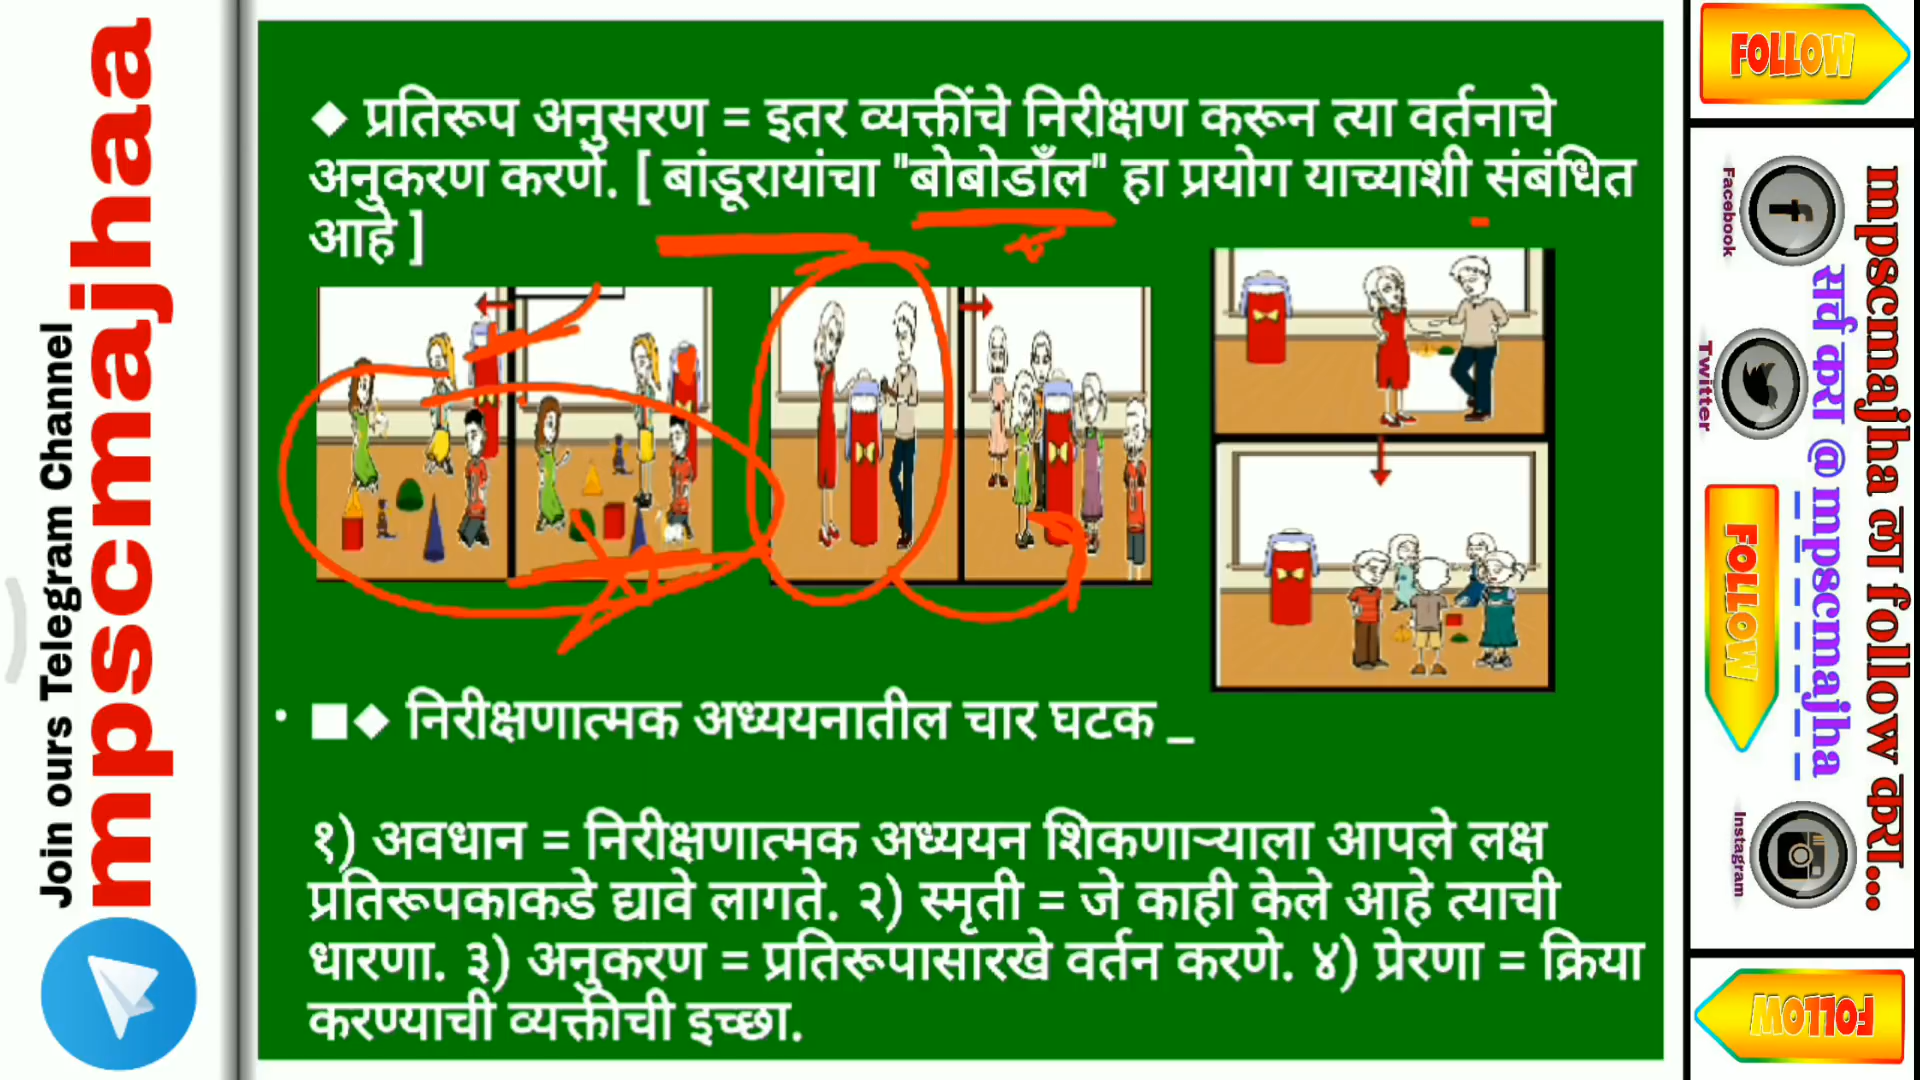 Join ours Telegram Channel
mpscmajhaa
◆ प्रतिरूप अनुसरण = इतर व्यक्तींचे निरीक्षण करून त्या वर्तनाचे
अनुकरण करणे. [ बांडूरायांचा "बोबोडाँल" हा प्रयोग याच्याशी संबंधित
आहे ]
• ■◆ निरीक्षणात्मक अध्ययनातील चार घटक _
१) अवधान = निरीक्षणात्मक अध्ययन शिकणाऱ्याला आपले लक्ष
प्रतिरूपकाकडे द्यावे लागते. २) स्मृती = जे काही केले आहे त्याची
धारणा. ३) अनुकरण = प्रतिरूपासारखे वर्तन करणे. ४) प्रेरणा = क्रिया
करण्याची व्यक्तीची इच्छा.
FOLLOW
mpscmajha ला follow करा...
सर्च करा @mpscmajha
Facebook
Twitter
Instagram
FOLLOW
FOLLOW